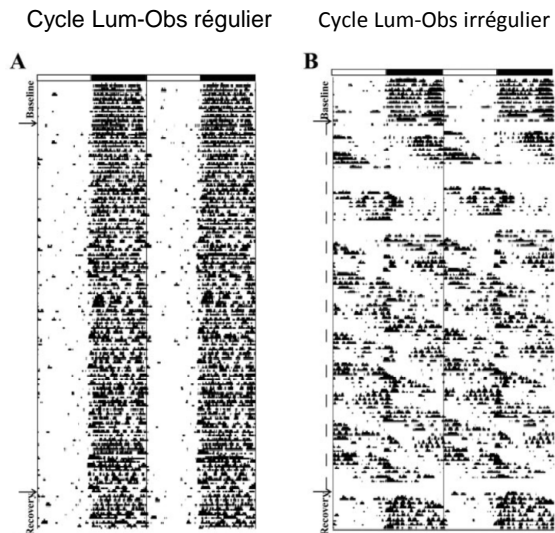 Cycle Lum-Obs régulier
Cycle Lum-Obs irrégulier
A
B
Baseline
Baseline
Recovery
Recovery